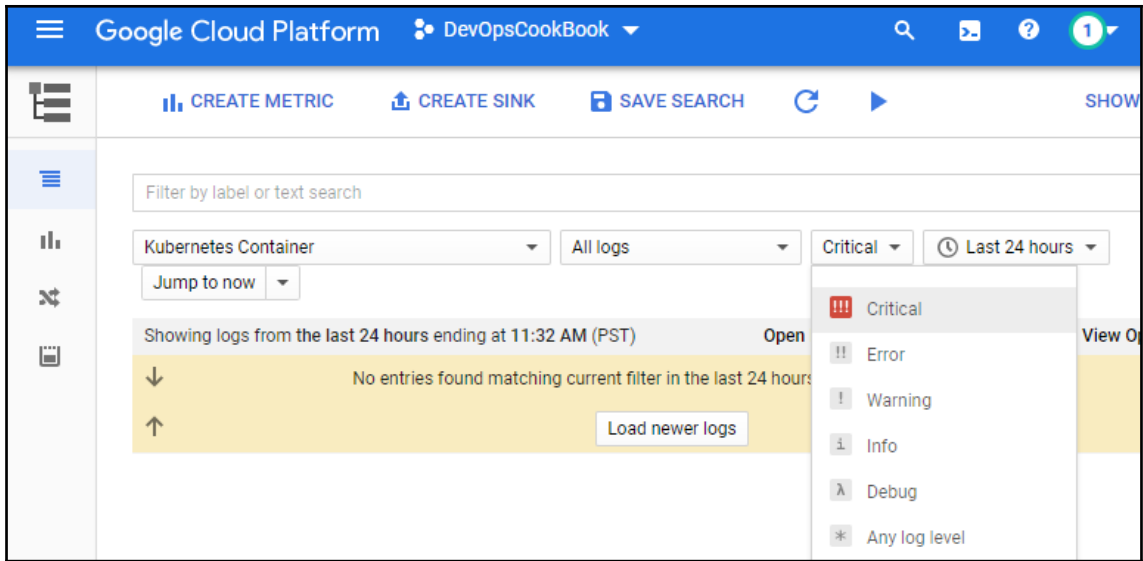 Google Cloud Platform DevOpsCookBook 1
CREATE METRIC CREATE SINK SAVE SEARCH SHOW
Filter by label or text search
Kubernetes Container All logs Critical Last 24 hours
Jump to now
!!! Critical
Showing logs from the last 24 hours ending at 11:32 AM (PST) Open View Op
!! Error
No entries found matching current filter in the last 24 hours
! Warning
Load newer logs
i Info
λ Debug
* Any log level